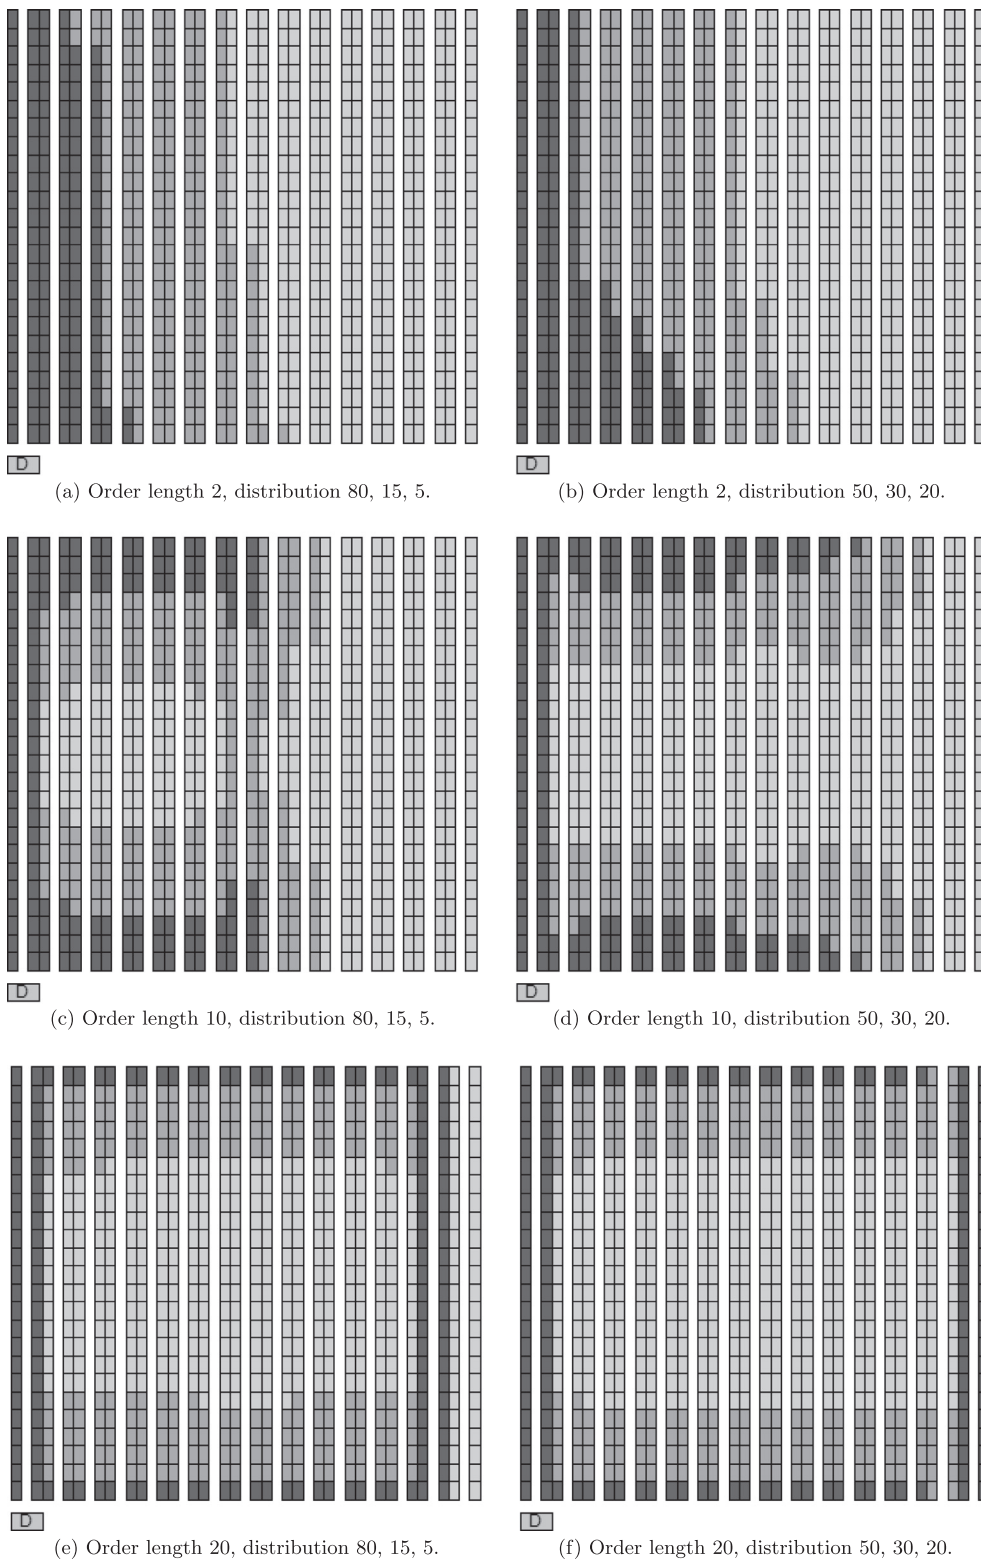 D
D
(a) Order length 2, distribution 80, 15, 5.
(b) Order length 2, distribution 50, 30, 20.
D
D
(c) Order length 10, distribution 80, 15, 5.
(d) Order length 10, distribution 50, 30, 20.
D
D
(e) Order length 20, distribution 80, 15, 5.
(f) Order length 20, distribution 50, 30, 20.